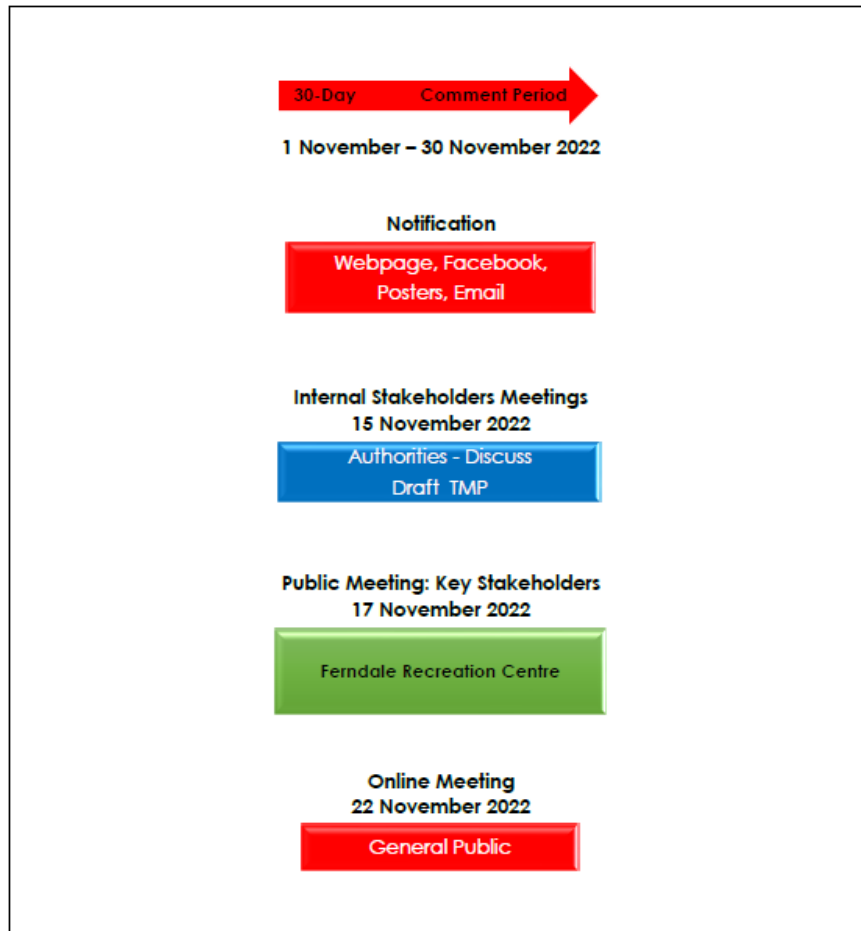 30-Day Comment Period
1 November – 30 November 2022
Notification
Webpage, Facebook,
Posters, Email
Internal Stakeholders Meetings
15 November 2022
Authorities - Discuss
Draft TMP
Public Meeting: Key Stakeholders
17 November 2022
Ferndale Recreation Centre
Online Meeting
22 November 2022
General Public